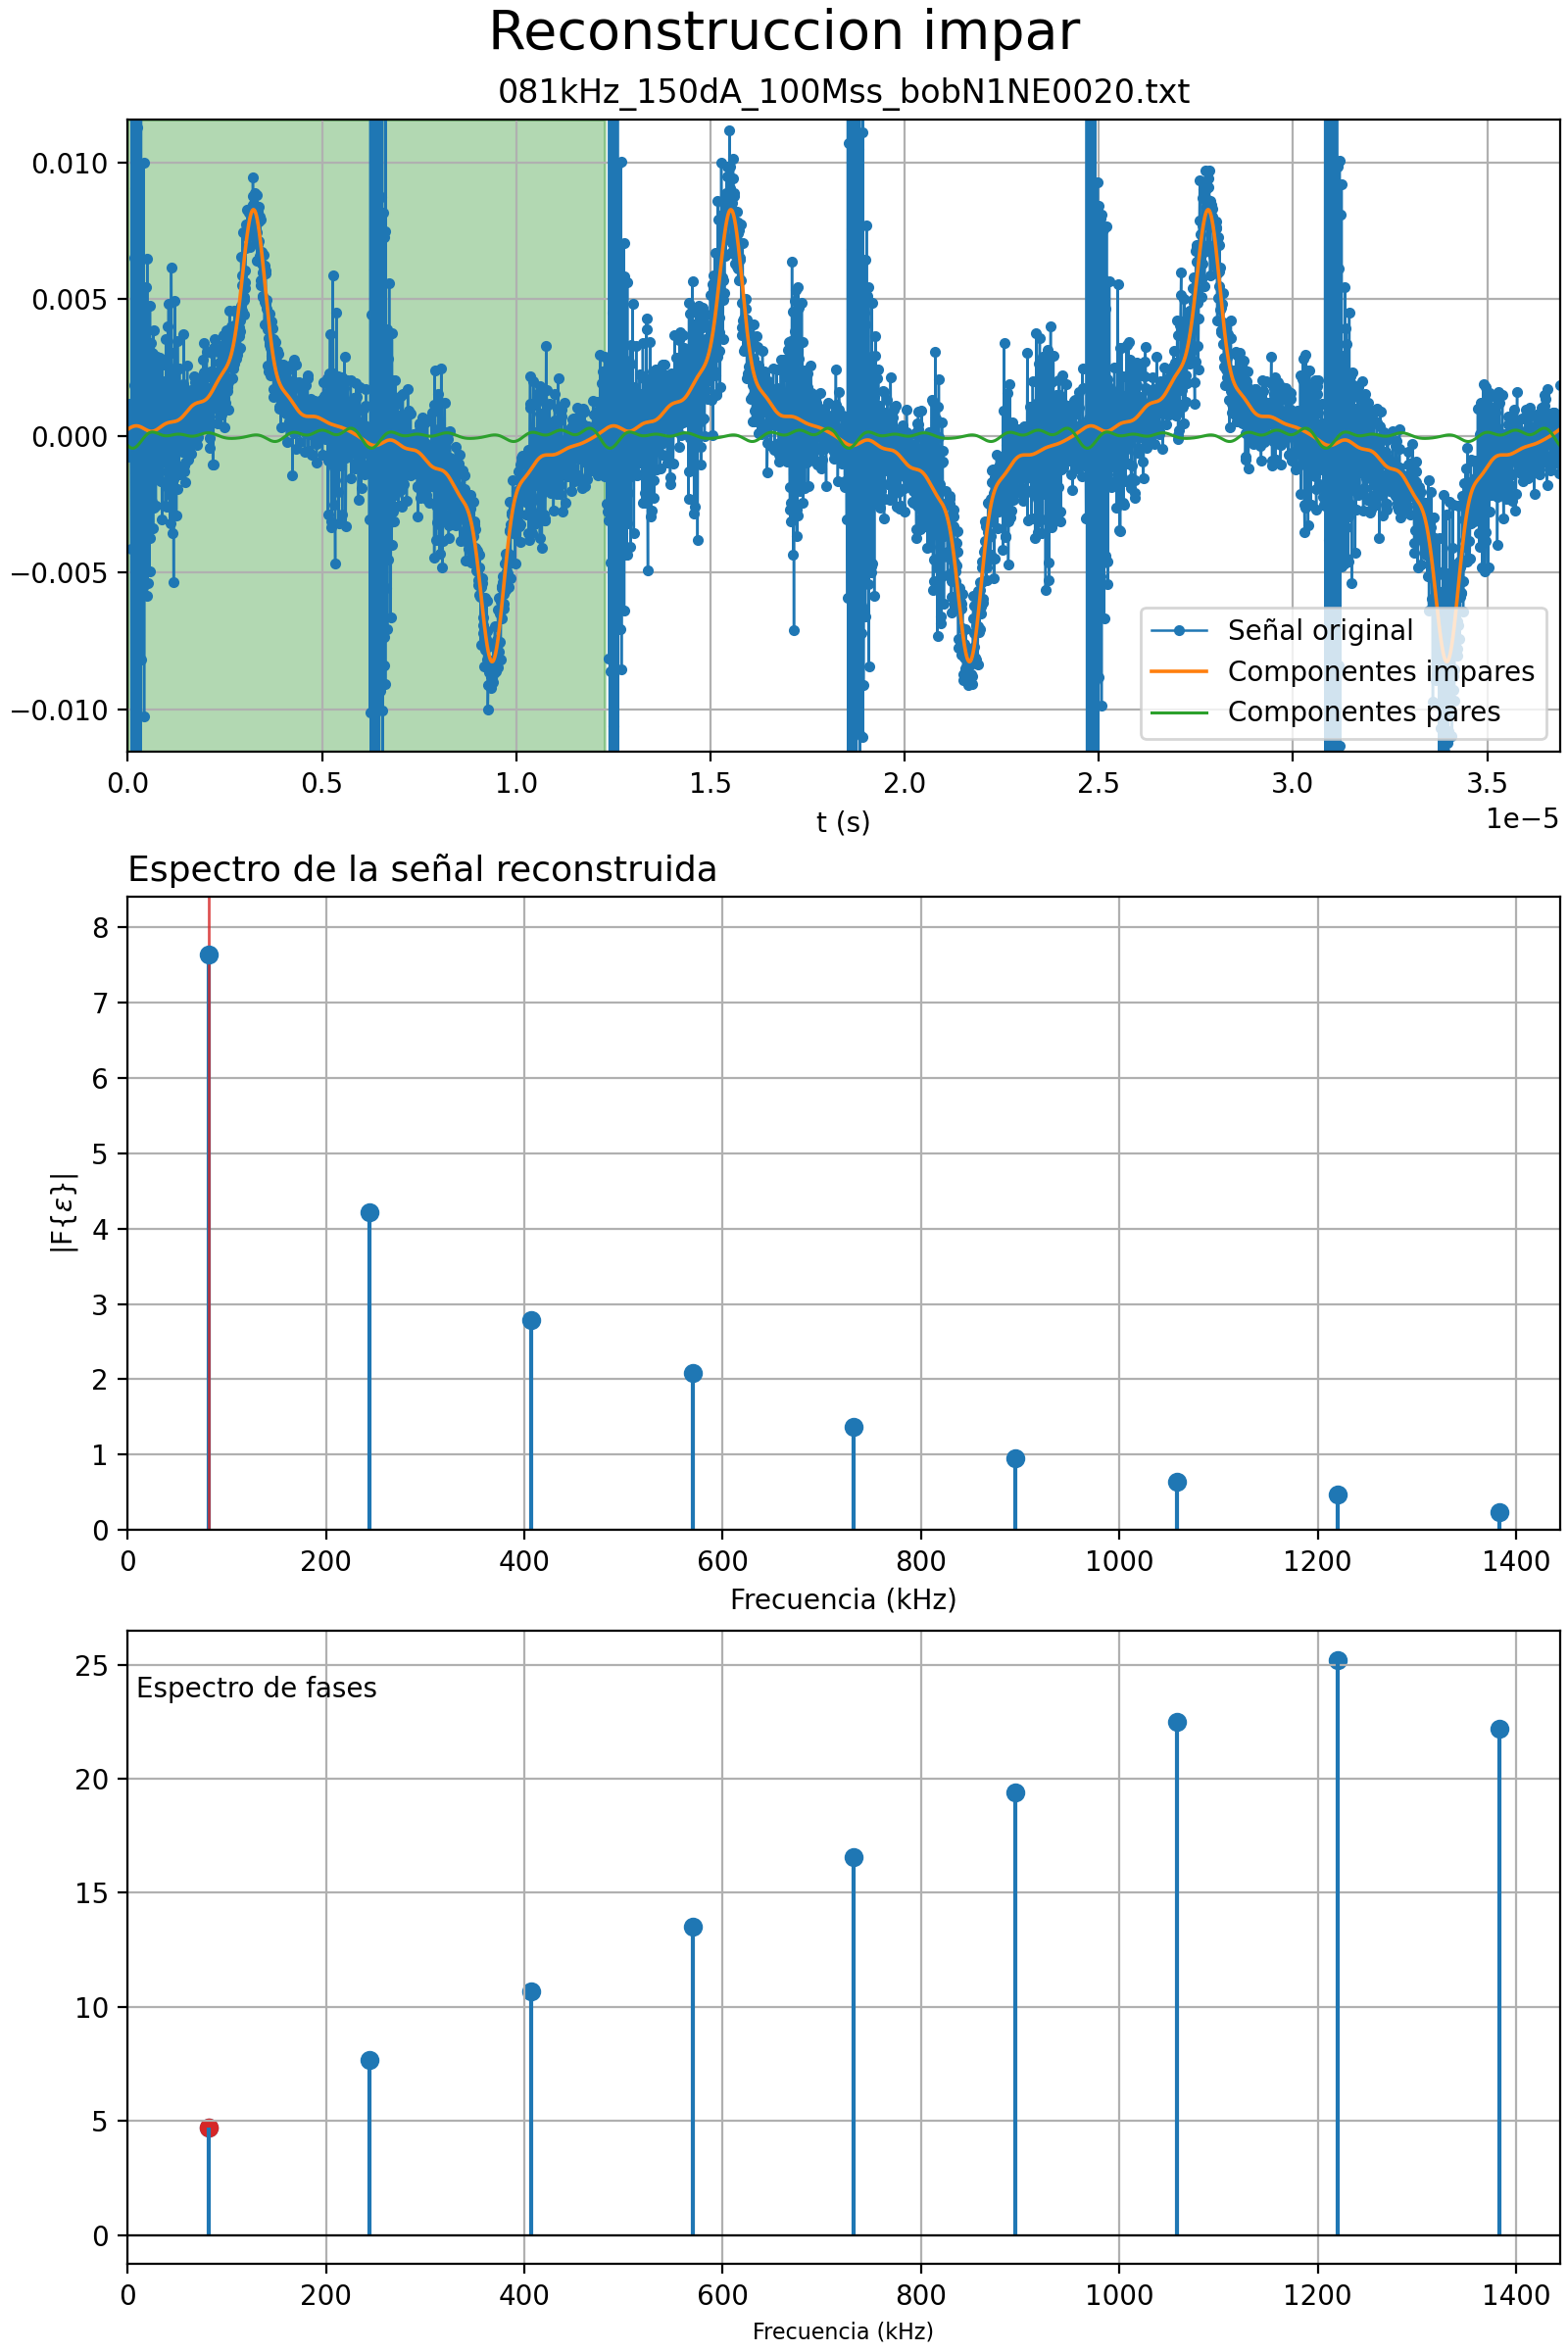 Reconstruccion impar
081kHz_150dA_100Mss_bobN1NE0020.txt
0.010
0.005
0.000
−0.005
−0.010
Señal original
Componentes impares
Componentes pares
0.0 0.5 1.0 1.5 2.0 2.5 3.0 3.5
1e−5
t (s)
Espectro de la señal reconstruida
8
7
6
5
4
3
2
1
0
|F{ε}|
0 200 400 600 800 1000 1200 1400
Frecuencia (kHz)
25
Espectro de fases
20
15
10
5
0
0 200 400 600 800 1000 1200 1400
Frecuencia (kHz)